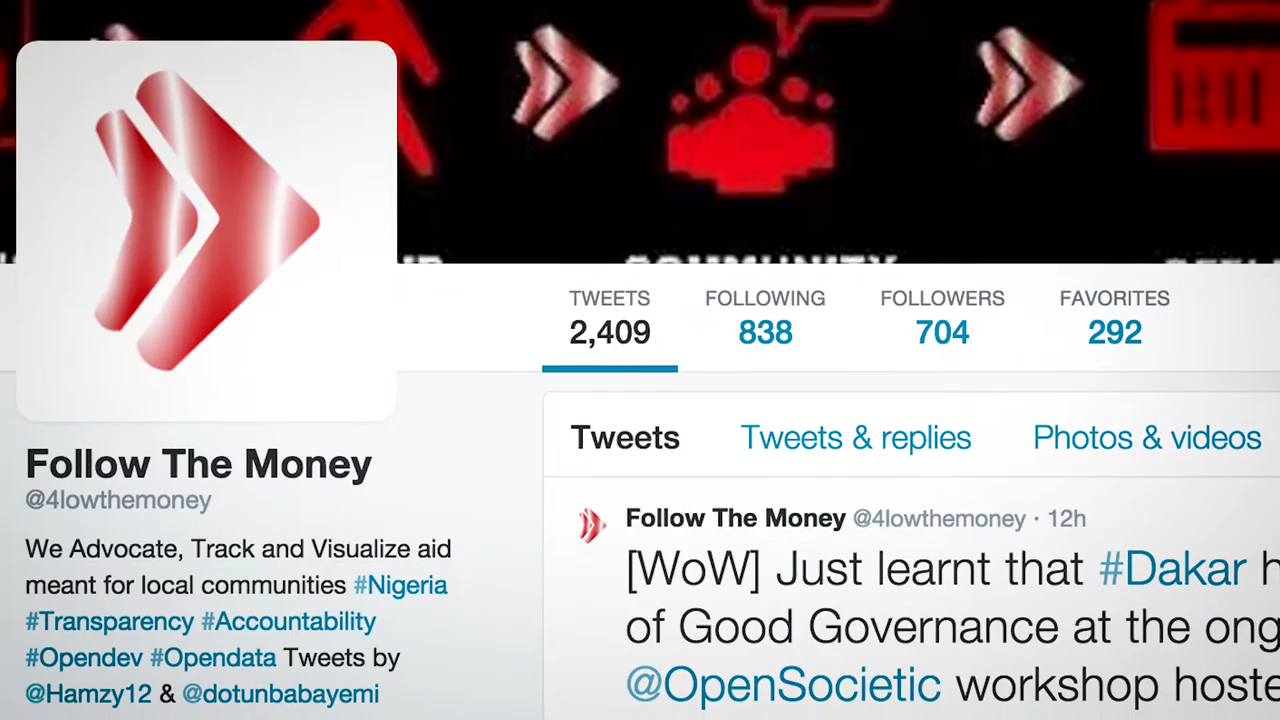 TWEETS FOLLOWING FOLLOWERS FAVORITES
2,409 838 704 292
Tweets Tweets & replies Photos & videos
Follow The Money
@4lowthemoney
We Advocate, Track and Visualize aid
meant for local communities #Nigeria
#Transparency #Accountability
#Opendev #Opendata Tweets by
@Hamzy12 & @dotunbabayemi
Follow The Money @4lowthemoney · 12h
[WoW] Just learnt that #Dakar
of Good Governance at the
@OpenSocietic workshop